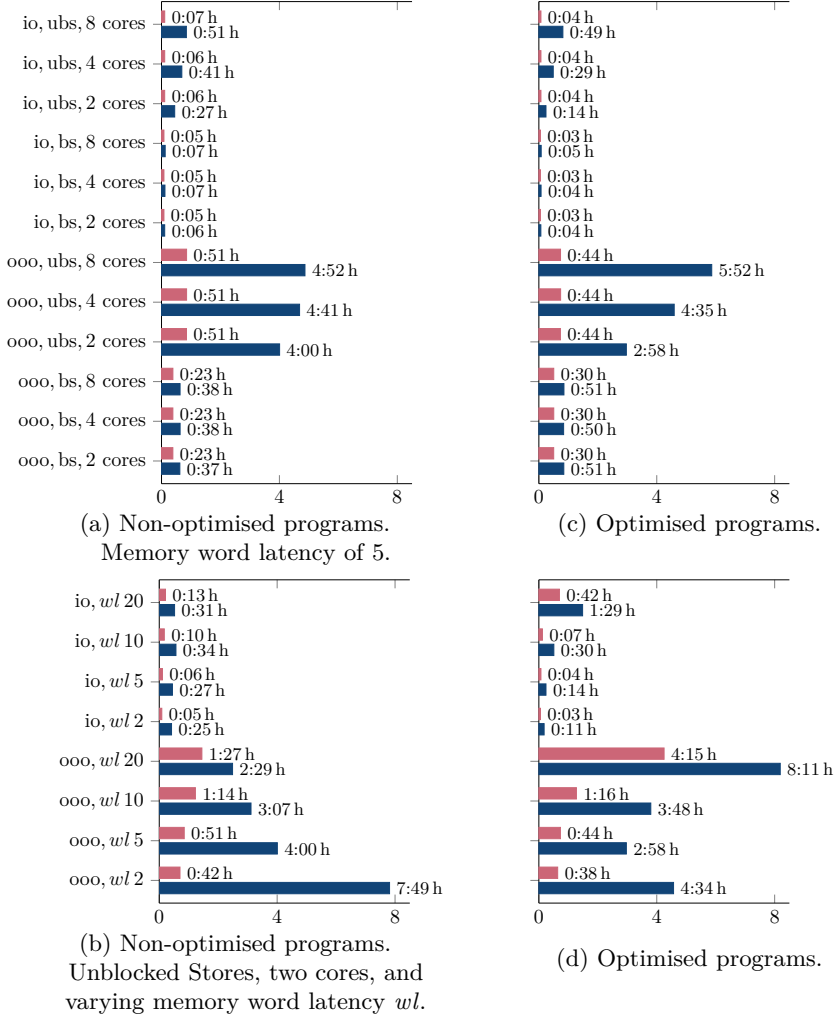 io, ubs, 8 cores
0:07 h
0:51 h
io, ubs, 4 cores
0:06 h
0:41 h
io, ubs, 2 cores
0:06 h
0:27 h
io, bs, 8 cores
0:05 h
0:07 h
io, bs, 4 cores
0:05 h
0:07 h
io, bs, 2 cores
0:05 h
0:06 h
ooo, ubs, 8 cores
0:51 h
4:52 h
ooo, ubs, 4 cores
0:51 h
4:41 h
ooo, ubs, 2 cores
0:51 h
4:00 h
ooo, bs, 8 cores
0:23 h
0:38 h
ooo, bs, 4 cores
0:23 h
0:38 h
ooo, bs, 2 cores
0:23 h
0:37 h
0 4 8
(a) Non-optimised programs.
Memory word latency of 5.
0:04 h
0:49 h
0:04 h
0:29 h
0:04 h
0:14 h
0:03 h
0:05 h
0:03 h
0:04 h
0:03 h
0:04 h
0:44 h
5:52 h
0:44 h
4:35 h
0:44 h
2:58 h
0:30 h
0:51 h
0:30 h
0:50 h
0:30 h
0:51 h
0 4 8
(c) Optimised programs.
io, wl 20
0:13 h
0:31 h
io, wl 10
0:10 h
0:34 h
io, wl 5
0:06 h
0:27 h
io, wl 2
0:05 h
0:25 h
ooo, wl 20
1:27 h
2:29 h
ooo, wl 10
1:14 h
3:07 h
ooo, wl 5
0:51 h
4:00 h
ooo, wl 2
0:42 h
7:49 h
0 4 8
(b) Non-optimised programs.
Unblocked Stores, two cores, and
varying memory word latency wl.
0:42 h
1:29 h
0:07 h
0:30 h
0:04 h
0:14 h
0:03 h
0:11 h
4:15 h
8:11 h
1:16 h
3:48 h
0:44 h
2:58 h
0:38 h
4:34 h
0 4 8
(d) Optimised programs.